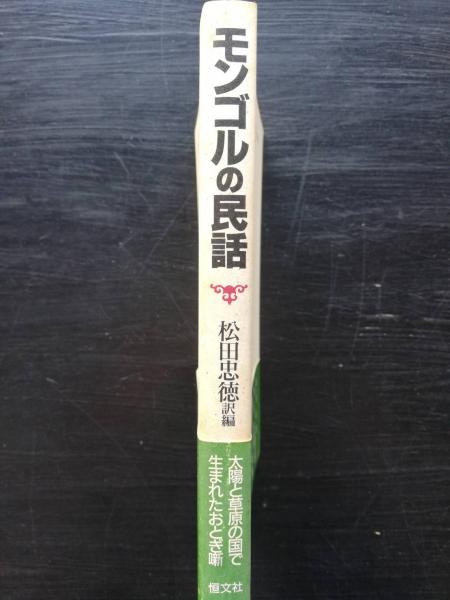 モンゴルの民話
松田忠徳訳編
太陽と草原の国で
生まれたおとぎ噺
恒文社